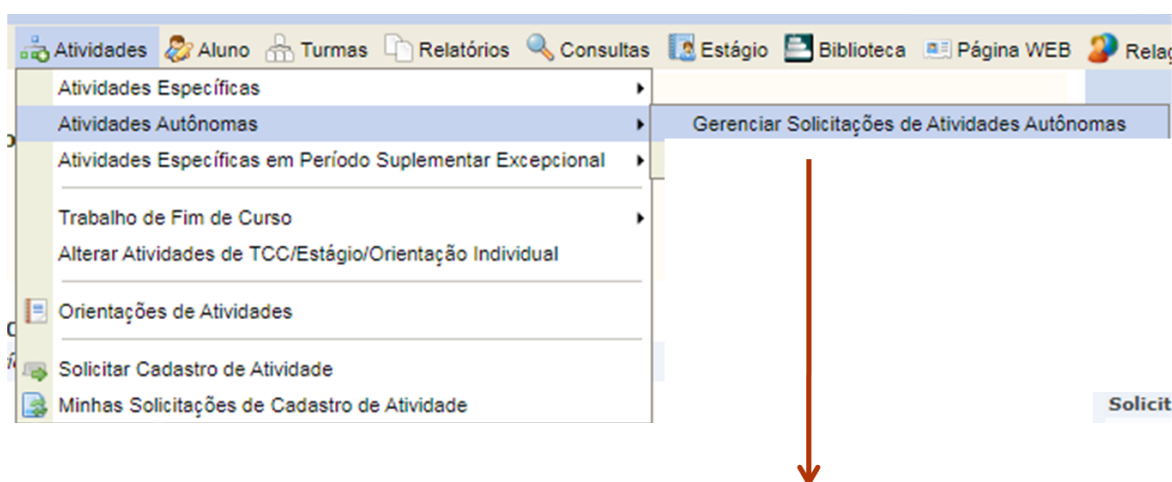 Atividades Aluno Turmas Relatórios Consultas Estágio Biblioteca Página WEB Relaç
Atividades Específicas
Atividades Autônomas
Gerenciar Solicitações de Atividades Autônomas
Atividades Específicas em Período Suplementar Excepcional
Trabalho de Fim de Curso
Alterar Atividades de TCC/Estágio/Orientação Individual
Orientações de Atividades
Solicitar Cadastro de Atividade
Minhas Solicitações de Cadastro de Atividade
Solicit